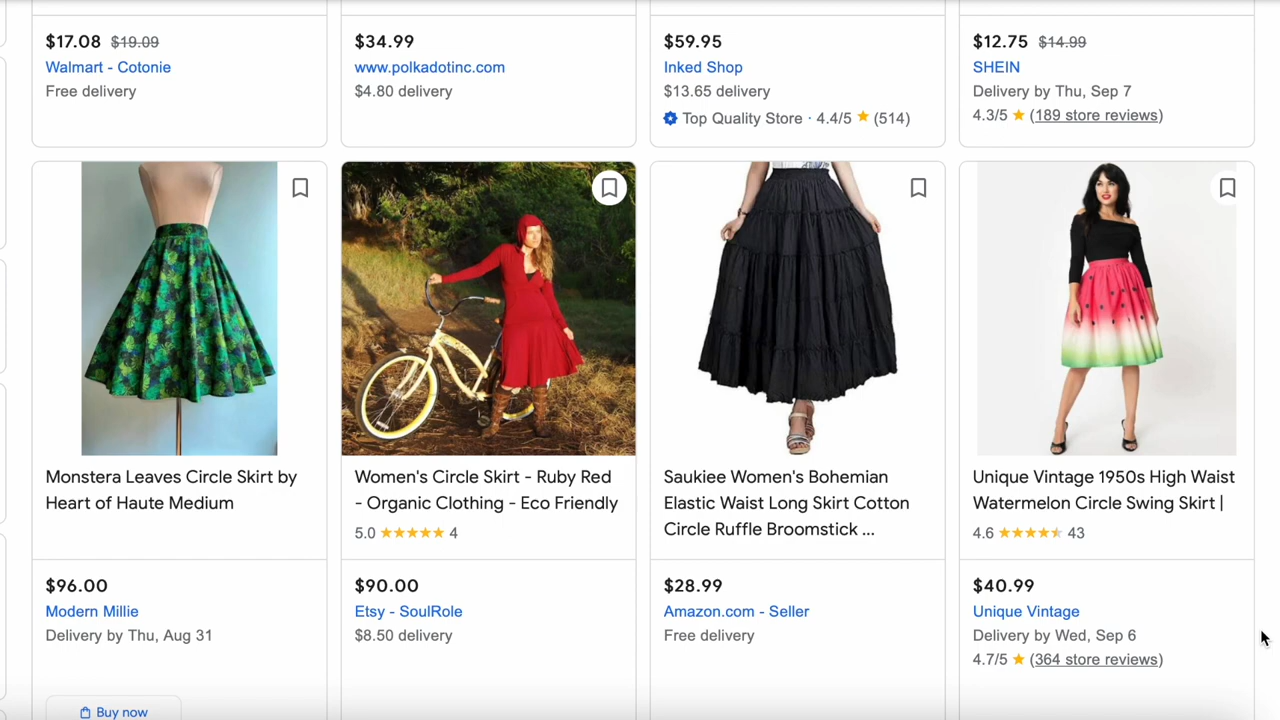 $17.08 $19.09
Walmart - Cotonie
Free delivery
$34.99
www.polkadotinc.com
$4.80 delivery
$59.95
Inked Shop
$13.65 delivery
Top Quality Store · 4.4/5 ★ (514)
$12.75 $14.99
SHEIN
Delivery by Thu, Sep 7
4.3/5 ★ (189 store reviews)
Monstera Leaves Circle Skirt by
Heart of Haute Medium
$96.00
Modern Millie
Delivery by Thu, Aug 31
Buy now
Women's Circle Skirt - Ruby Red
- Organic Clothing - Eco Friendly
5.0 ★★★★★ 4
$90.00
Etsy - SoulRole
$8.50 delivery
Saukiee Women's Bohemian
Elastic Waist Long Skirt Cotton
Circle Ruffle Broomstick ...
$28.99
Amazon.com - Seller
Free delivery
Unique Vintage 1950s High Waist
Watermelon Circle Swing Skirt |
4.6 ★★★★★ 43
$40.99
Unique Vintage
Delivery by Wed, Sep 6
4.7/5 ★ (364 store reviews)